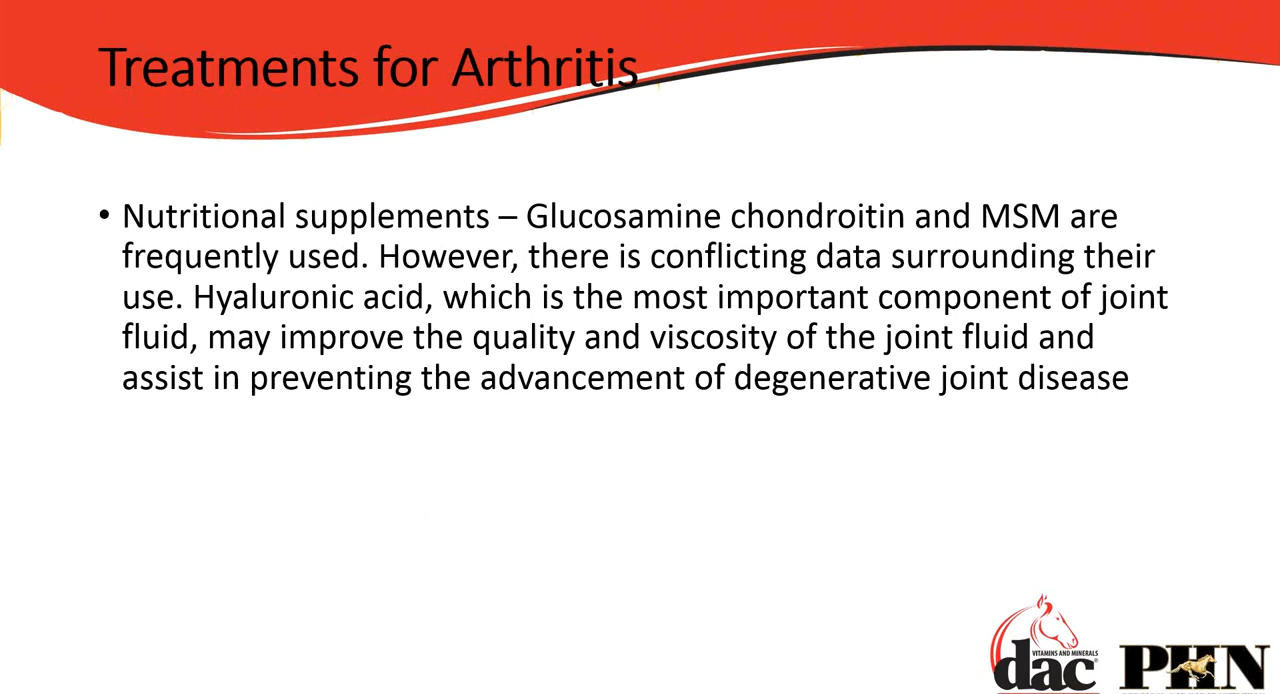 Treatments for Arthritis
• Nutritional supplements – Glucosamine chondroitin and MSM are
frequently used. However, there is conflicting data surrounding their
use. Hyaluronic acid, which is the most important component of joint
fluid, may improve the quality and viscosity of the joint fluid and
assist in preventing the advancement of degenerative joint disease
VITAMINS AND MINERALS
dac®
PHN